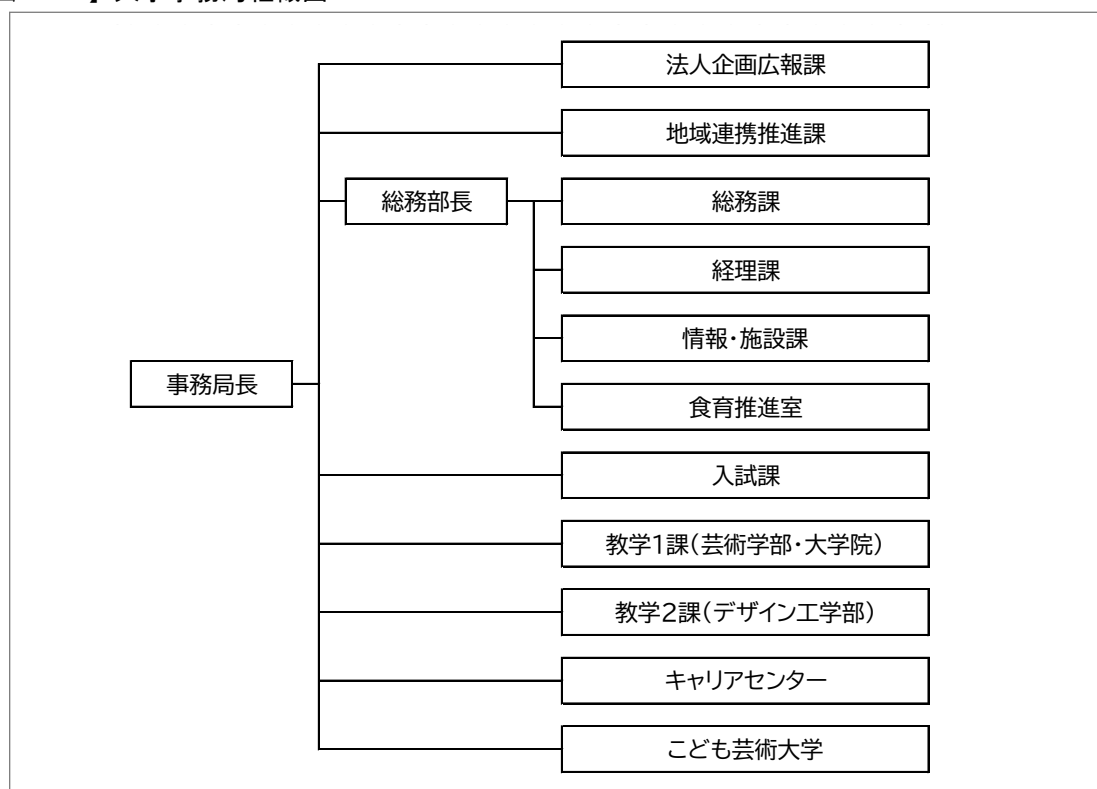 法人企画広報課
地域連携推進課
総務部長
総務課
経理課
情報・施設課
事務局長
食育推進室
入試課
教学1課(芸術学部・大学院)
教学2課(デザイン工学部)
キャリアセンター
こども芸術大学